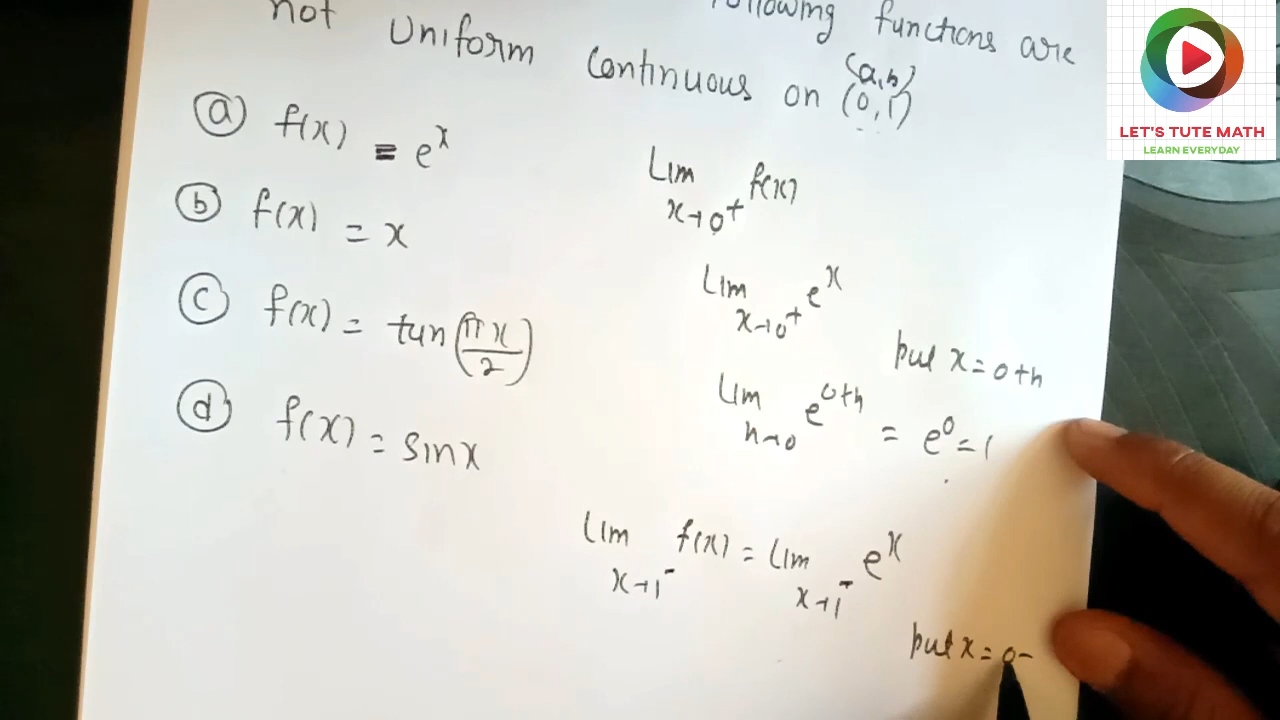 not Uniform Continuous on (0,1)
following functions are
(a,b)
(a) f(x) = e^x
(b) f(x) = x
(c) f(x) = tan(πx/2)
(d) f(x) = sinx
Lim x→0+ f(x)
Lim x→0+ e^x
put x = 0+h
Lim h→0 e^0+h = e^0 = 1
Lim x→1- f(x) = Lim x→1- e^x
put x = 0-
LET'S TUTE MATH
LEARN EVERYDAY